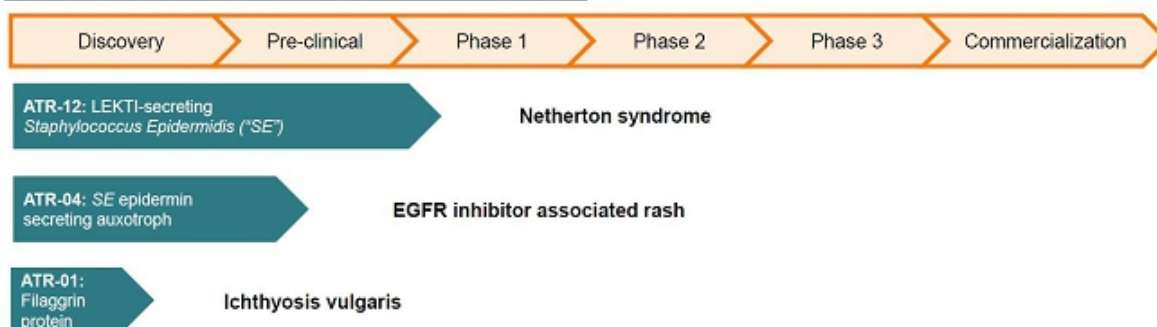 Discovery Pre-clinical Phase 1 Phase 2 Phase 3 Commercialization
ATR-12: LEKTI-secreting
Staphylococcus Epidermidis ("SE")
Netherton syndrome
ATR-04: SE epidermin
secreting auxotroph
EGFR inhibitor associated rash
ATR-01:
Filaggrin
protein
Ichthyosis vulgaris